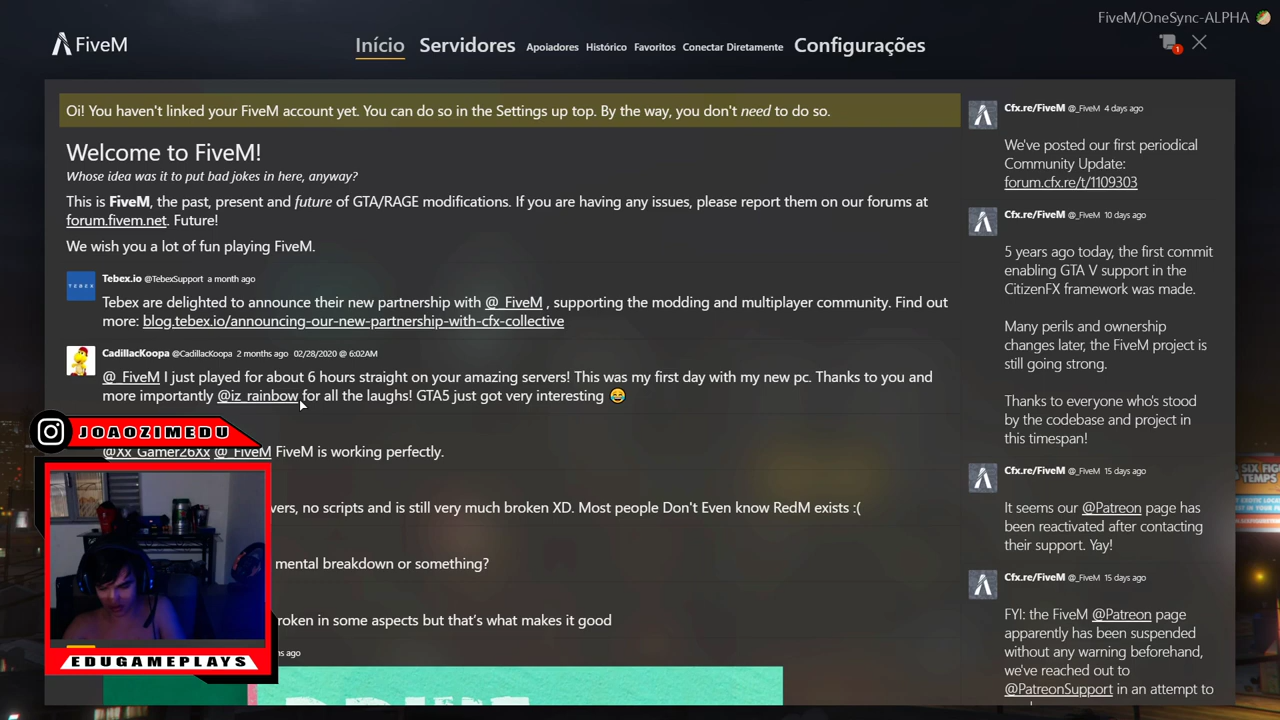 FiveM/OneSync-ALPHA
FiveM
Início
Servidores
Apoiadores
Histórico
Favoritos
Conectar Diretamente
Configurações
1
Oi! You haven't linked your FiveM account yet. You can do so in the Settings up top. By the way, you don't need to do so.
Welcome to FiveM!
Whose idea was it to put bad jokes in here, anyway?
This is FiveM, the past, present and future of GTA/RAGE modifications. If you are having any issues, please report them on our forums at
forum.fivem.net. Future!
We wish you a lot of fun playing FiveM.
TEBEX
Tebex.io @TebexSupport a month ago
Tebex are delighted to announce their new partnership with @_FiveM , supporting the modding and multiplayer community. Find out
more: blog.tebex.io/announcing-our-new-partnership-with-cfx-collective
CadillacKoopa @CadillacKoopa 2 months ago 02/28/2020 @ 6:02AM
@_FiveM I just played for about 6 hours straight on your amazing servers! This was my first day with my new pc. Thanks to you and
more importantly @iz_rainbow for all the laughs! GTA5 just got very interesting 😂
@Xx_Gamer26Xx @_FiveM FiveM is working perfectly.
vers, no scripts and is still very much broken XD. Most people Don't Even know RedM exists :(
mental breakdown or something?
roken in some aspects but that's what makes it good
hs ago
JOAOZIMEDU
EDUGAMEPLAYS
Cfx.re/FiveM @_FiveM 4 days ago
We've posted our first periodical
Community Update:
forum.cfx.re/t/1109303
Cfx.re/FiveM @_FiveM 10 days ago
5 years ago today, the first commit
enabling GTA V support in the
CitizenFX framework was made.
Many perils and ownership
changes later, the FiveM project is
still going strong.
Thanks to everyone who's stood
by the codebase and project in
this timespan!
Cfx.re/FiveM @_FiveM 15 days ago
It seems our @Patreon page has
been reactivated after contacting
their support. Yay!
Cfx.re/FiveM @_FiveM 15 days ago
FYI: the FiveM @Patreon page
apparently has been suspended
without any warning beforehand,
we've reached out to
@PatreonSupport in an attempt to
SIX FIG
TEMPS